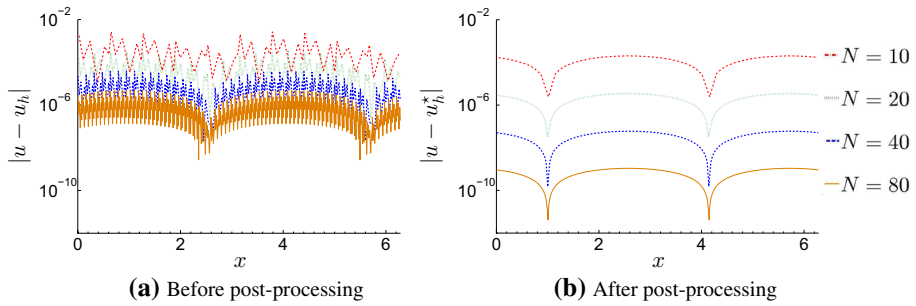 10^{-2}
10^{-6}
10^{-10}
|u − u_h|
0 2 4 6
x
(a) Before post-processing
10^{-2}
10^{-6}
10^{-10}
|u − u_h^⋆|
0 2 4 6
x
(b) After post-processing
N = 10
N = 20
N = 40
N = 80